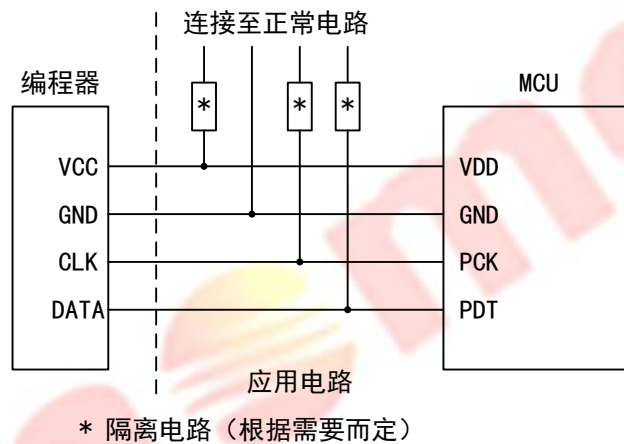 连接至正常电路
编程器
MCU
*
*
*
VCC
VDD
GND
GND
CLK
PCK
DATA
PDT
应用电路
* 隔离电路（根据需要而定）